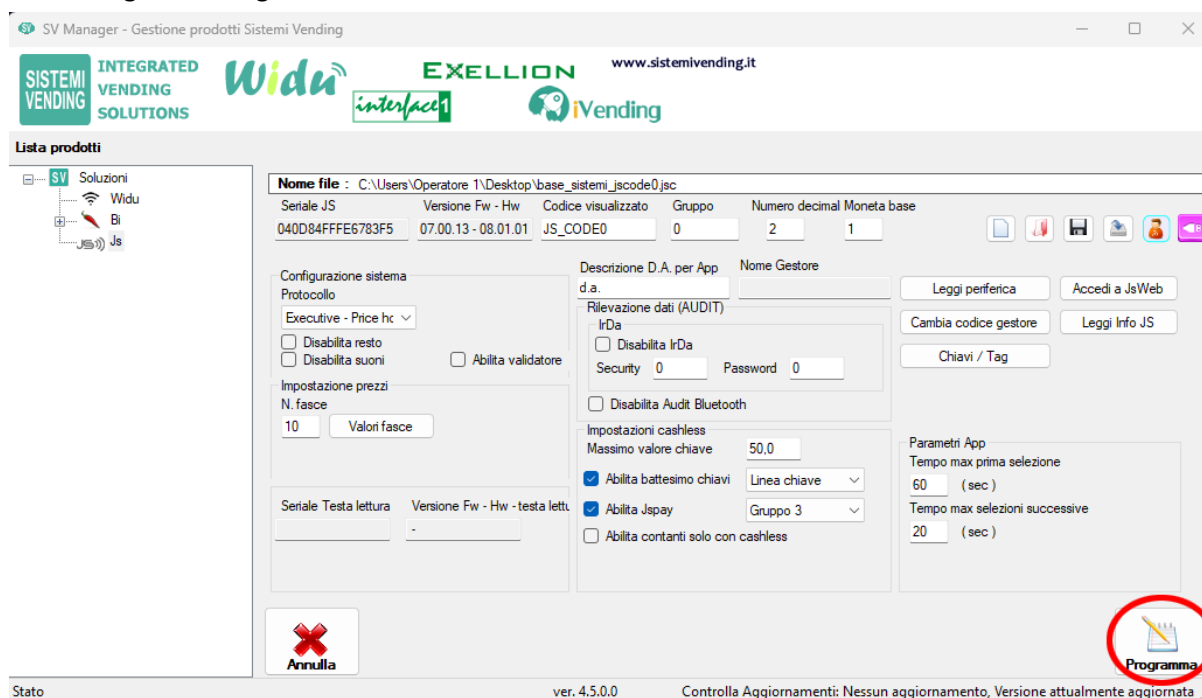 SV Manager - Gestione prodotti Sistemi Vending
SISTEMI VENDING
INTEGRATED
VENDING
SOLUTIONS
Widu
interface1
EXELLION
iVending
www.sistemivending.it
Lista prodotti
SV Soluzioni
Widu
Bi
Js
Nome file : C:\Users\Operatore 1\Desktop\base_sistemi_jscode0.jsc
Seriale JS Versione Fw - Hw Codice visualizzato Gruppo Numero decimal Moneta base
040D84FFFE6783F5 07.00.13 - 08.01.01 JS_CODE0 0 2 1
Configurazione sistema
Protocollo
Executive - Price hc
Disabilita resto
Disabilita suoni Abilita validatore
Impostazione prezzi
N. fasce
10 Valori fasce
Seriale Testa lettura Versione Fw - Hw - testa lettu
-
Descrizione D.A. per App Nome Gestore
d.a.
Rilevazione dati (AUDIT)
IrDa
Disabilita IrDa
Security 0 Password 0
Disabilita Audit Bluetooth
Impostazioni cashless
Massimo valore chiave 50,0
Abilita battesimo chiavi Linea chiave
Abilita Jspay Gruppo 3
Abilita contanti solo con cashless
Leggi periferica Accedi a JsWeb
Cambia codice gestore Leggi Info JS
Chiavi / Tag
Parametri App
Tempo max prima selezione
60 (sec )
Tempo max selezioni successive
20 (sec )
Annulla
Programma
Stato ver. 4.5.0.0 Controlla Aggiornamenti: Nessun aggiornamento, Versione attualmente aggiornata